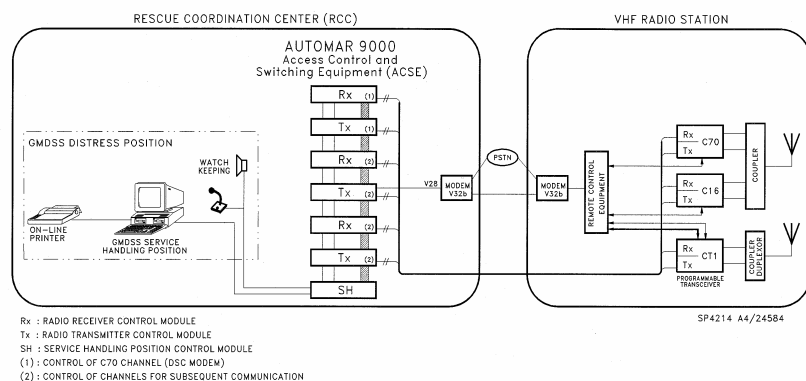 RESCUE COORDINATION CENTER (RCC)
VHF RADIO STATION
AUTOMAR 9000
Access Control and
Switching Equipment (ACSE)
Rx (1)
Tx (1)
Rx (2)
Tx (2)
Rx (2)
Tx (2)
SH
GMDSS DISTRESS POSITION
WATCH
KEEPING
ON-LINE
PRINTER
GMDSS SERVICE
HANDLING POSITION
V28
MODEM
V32b
PSTN
MODEM
V32b
REMOTE CONTROL
EQUIPMENT
Rx
Tx
C70
Rx
Tx
C16
Rx
Tx
CT1
PROGRAMMABLE
TRANSCEIVER
COUPLER
COUPLER
DUPLEXOR
SP4214 A4/24584
Rx : RADIO RECEIVER CONTROL MODULE
Tx : RADIO TRANSMITTER CONTROL MODULE
SH : SERVICE HANDLING POSITION CONTROL MODULE
(1) : CONTROL OF C70 CHANNEL (DSC MODEM)
(2) : CONTROL OF CHANNELS FOR SUBSEQUENT COMMUNICATION